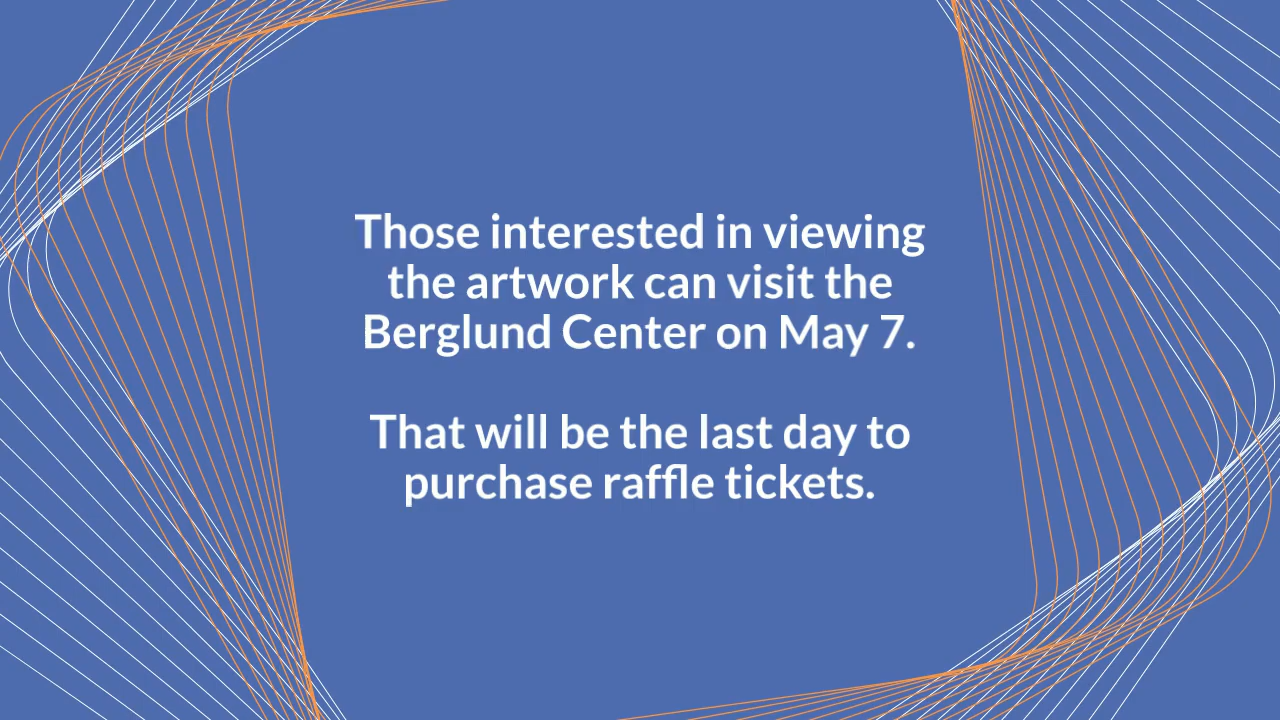 Those interested in viewing
the artwork can visit the
Berglund Center on May 7.
That will be the last day to
purchase raffle tickets.